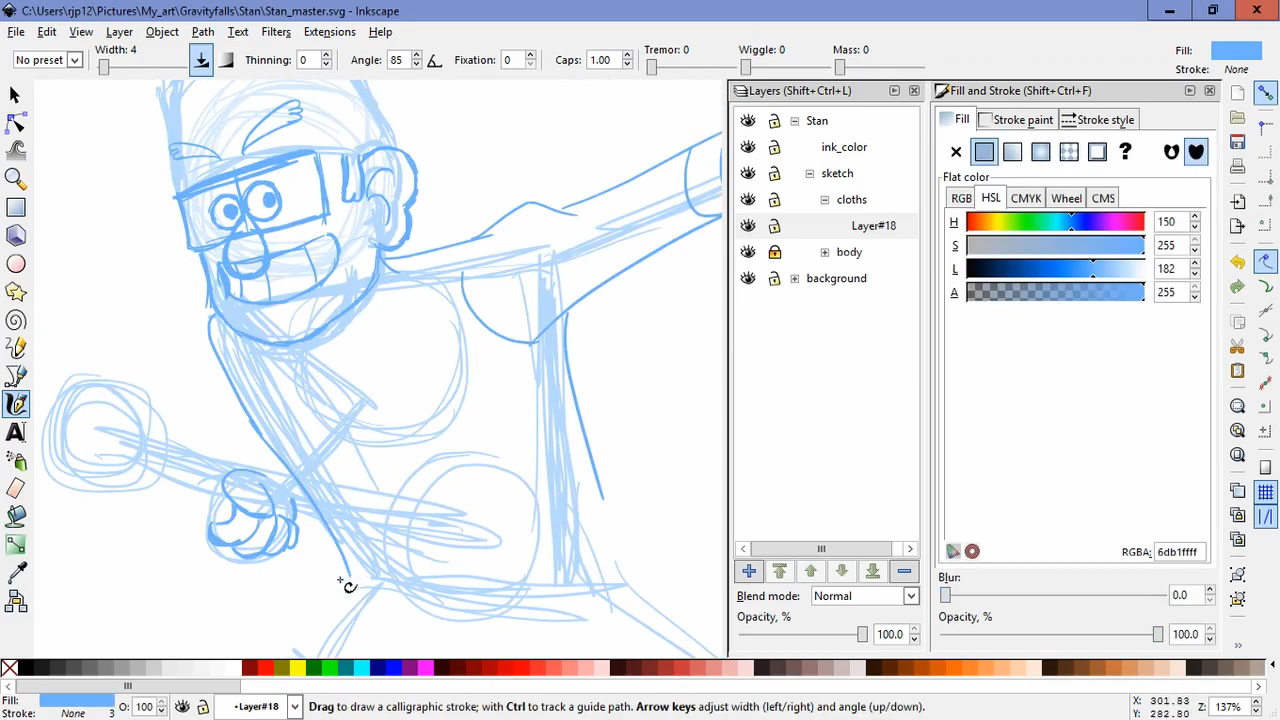 C:\Users\rjp12\Pictures\My_art\Gravityfalls\Stan\Stan_master.svg - Inkscape
File Edit View Layer Object Path Filters Text Extensions Help
No preset Width: 4 Thinning: 0 Angle: 85 Fixation: 0 Caps: 1.00 Tremor: 0 Wiggle: 0 Mass: 0 Fill:
Stroke: None
Layers (Shift+Ctrl+L)
Stan
ink_color
sketch
cloths
Layer#18
body
background
Blend mode: Normal
Opacity, % 100.0
Fill and Stroke (Shift+Ctrl+F)
Fill Stroke paint Stroke style
?
Flat color
RGB HSL CMYK Wheel CMS
H 150
S 255
L 182
A 255
RGBA: 6db1ffff
Blur: 0.0
Opacity, % 100.0
Fill:
Stroke: None 3
O: 100
•Layer#18
Drag to draw a calligraphic stroke; with Ctrl to track a guide path. Arrow keys adjust width (left/right) and angle (up/down).
X: 301.83
Y: 282.80
Z: 137%